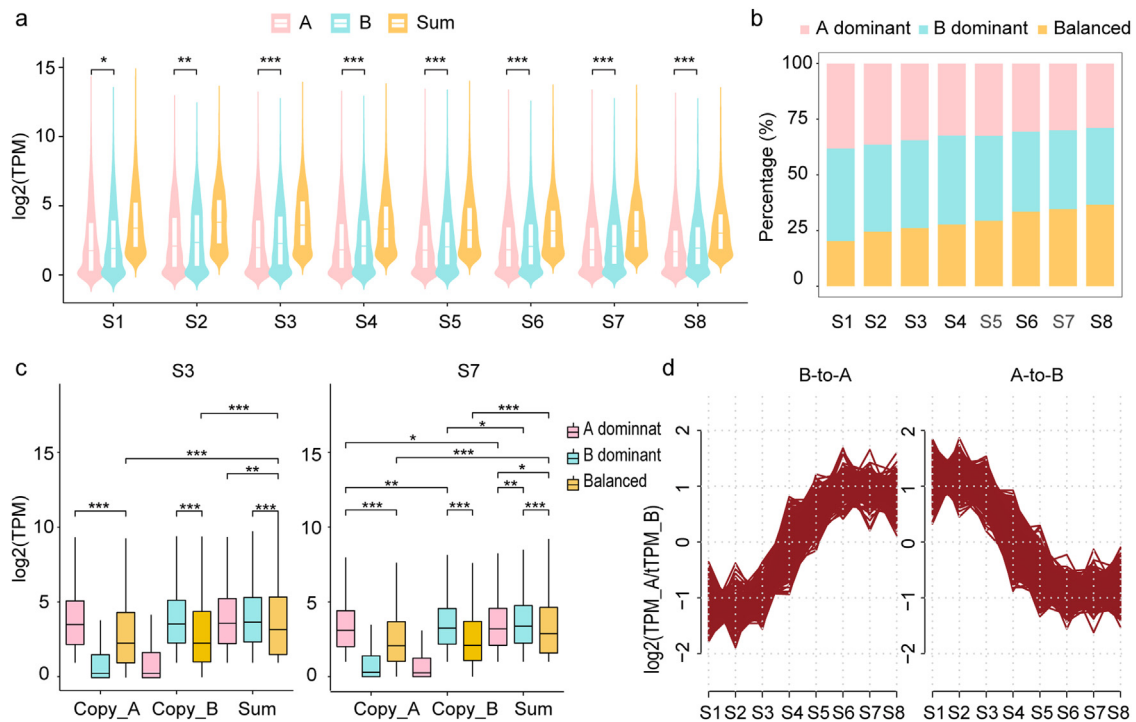 a
A B Sum
* ** *** *** *** *** *** ***
log2(TPM)
15
10
5
0
S1 S2 S3 S4 S5 S6 S7 S8
b
A dominant B dominant Balanced
Percentage (%)
100
75
50
25
0
S1 S2 S3 S4 S5 S6 S7 S8
c
S3
log2(TPM)
15
10
5
0
***
***
**
*** *** ***
Copy_A Copy_B Sum
S7
15
10
5
0
***
*
*
***
*
** **
*** *** ***
Copy_A Copy_B Sum
A dominnat
B dominant
Balanced
d
B-to-A
log2(TPM_A/tTPM_B)
2
1
0
−1
−2
S1 S2 S3 S4 S5 S6 S7 S8
A-to-B
2
1
0
−1
−2
S1 S2 S3 S4 S5 S6 S7 S8